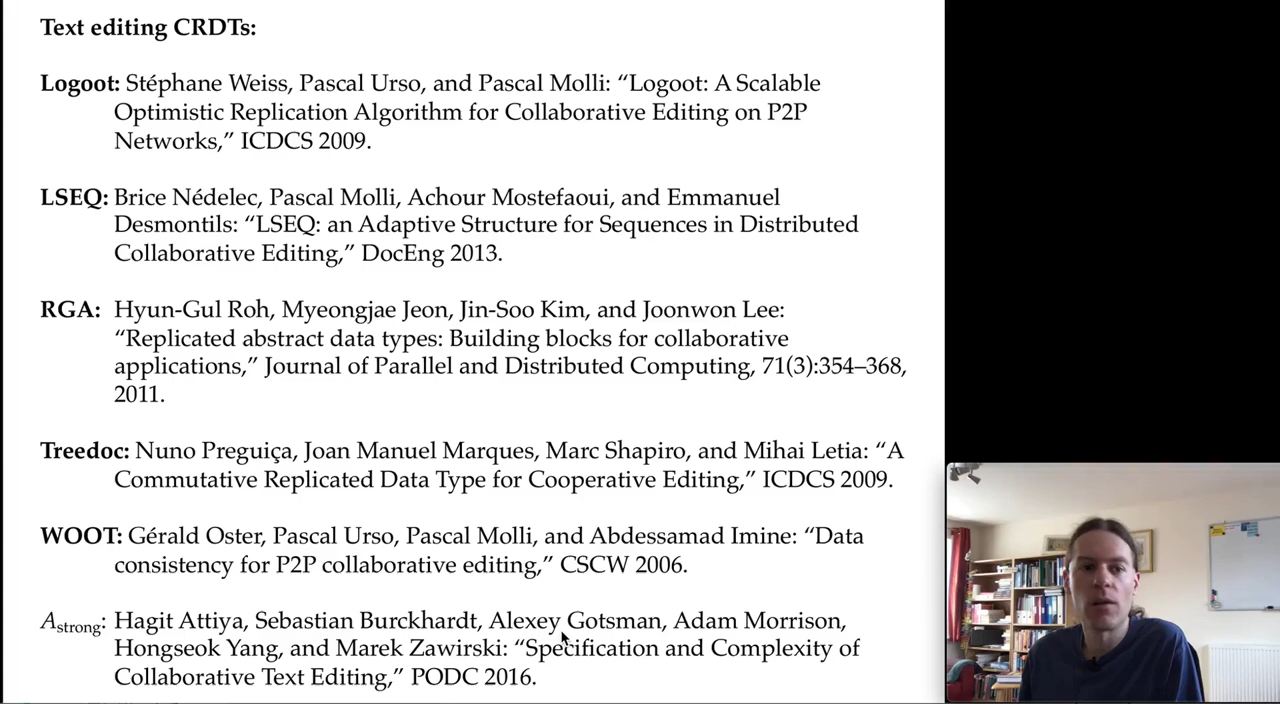 Text editing CRDTs:
Logoot: Stéphane Weiss, Pascal Urso, and Pascal Molli: “Logoot: A Scalable
Optimistic Replication Algorithm for Collaborative Editing on P2P
Networks,” ICDCS 2009.
LSEQ: Brice Nédelec, Pascal Molli, Achour Mostefaoui, and Emmanuel
Desmontils: “LSEQ: an Adaptive Structure for Sequences in Distributed
Collaborative Editing,” DocEng 2013.
RGA: Hyun-Gul Roh, Myeongjae Jeon, Jin-Soo Kim, and Joonwon Lee:
“Replicated abstract data types: Building blocks for collaborative
applications,” Journal of Parallel and Distributed Computing, 71(3):354–368,
2011.
Treedoc: Nuno Preguiça, Joan Manuel Marques, Marc Shapiro, and Mihai Letia: “A
Commutative Replicated Data Type for Cooperative Editing,” ICDCS 2009.
WOOT: Gérald Oster, Pascal Urso, Pascal Molli, and Abdessamad Imine: “Data
consistency for P2P collaborative editing,” CSCW 2006.
Astrong: Hagit Attiya, Sebastian Burckhardt, Alexey Gotsman, Adam Morrison,
Hongseok Yang, and Marek Zawirski: “Specification and Complexity of
Collaborative Text Editing,” PODC 2016.